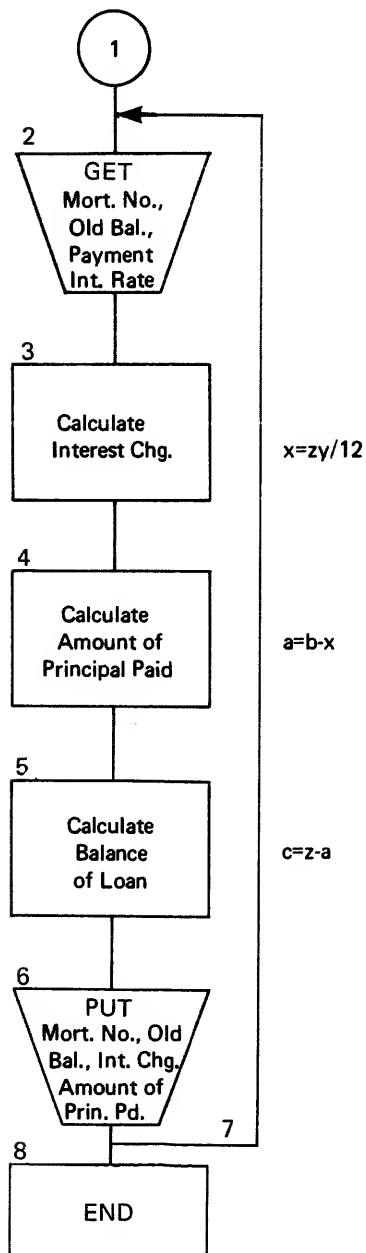 1
2
GET
Mort. No.,
Old Bal.,
Payment
Int. Rate
3
Calculate
Interest Chg.
x=zy/12
4
Calculate
Amount of
Principal Paid
a=b-x
5
Calculate
Balance
of Loan
c=z-a
6
PUT
Mort. No., Old
Bal., Int. Chg.
Amount of
Prin. Pd.
7
8
END